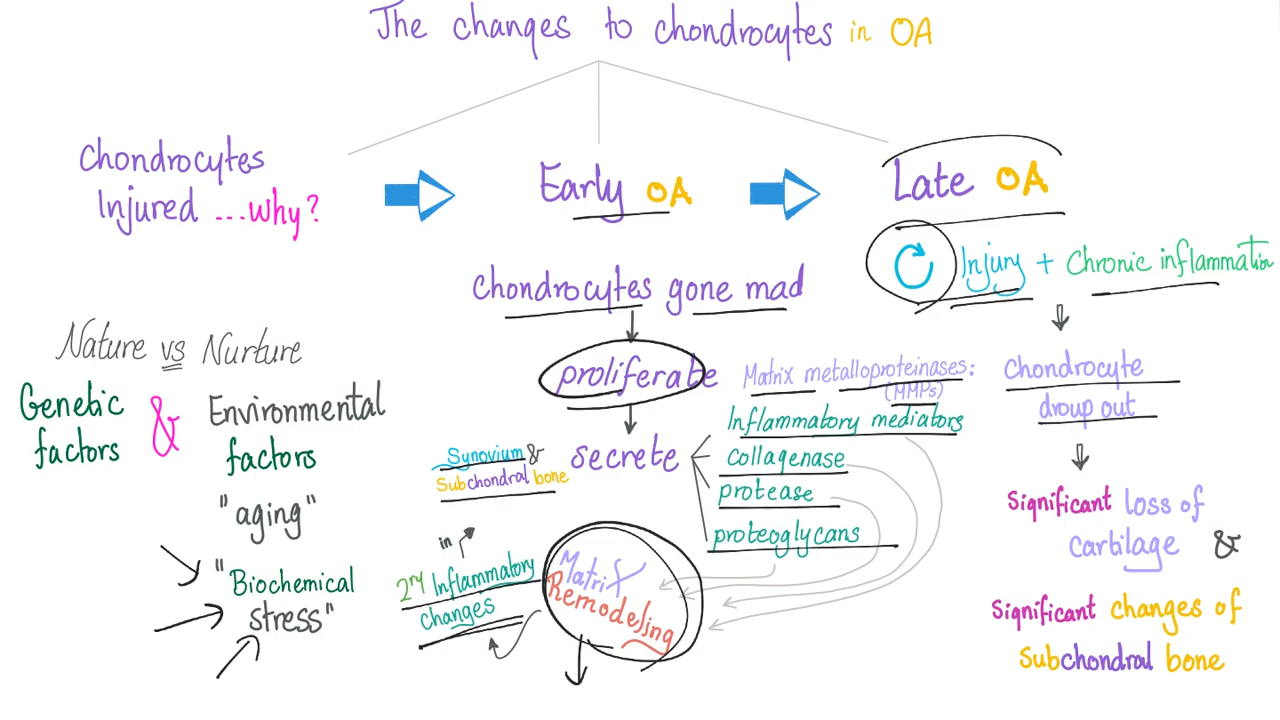 The changes to chondrocytes in OA
Chondrocytes
Injured ...why?
Nature vs Nurture
Genetic
factors
&
Environmental
factors
"aging"
"Biochemical
stress"
Early OA
Chondrocytes gone mad
proliferate
secrete
Matrix metalloproteinases:
(MMPs)
Inflammatory mediators
collagenase
protease
proteoglycans
Matrix
Remodeling
2ry Inflammatory
changes
in
Synovium &
Subchondral bone
Late OA
Injury + Chronic inflammation
Chondrocyte
droup out
Significant loss of
cartilage &
Significant changes of
Subchondral bone